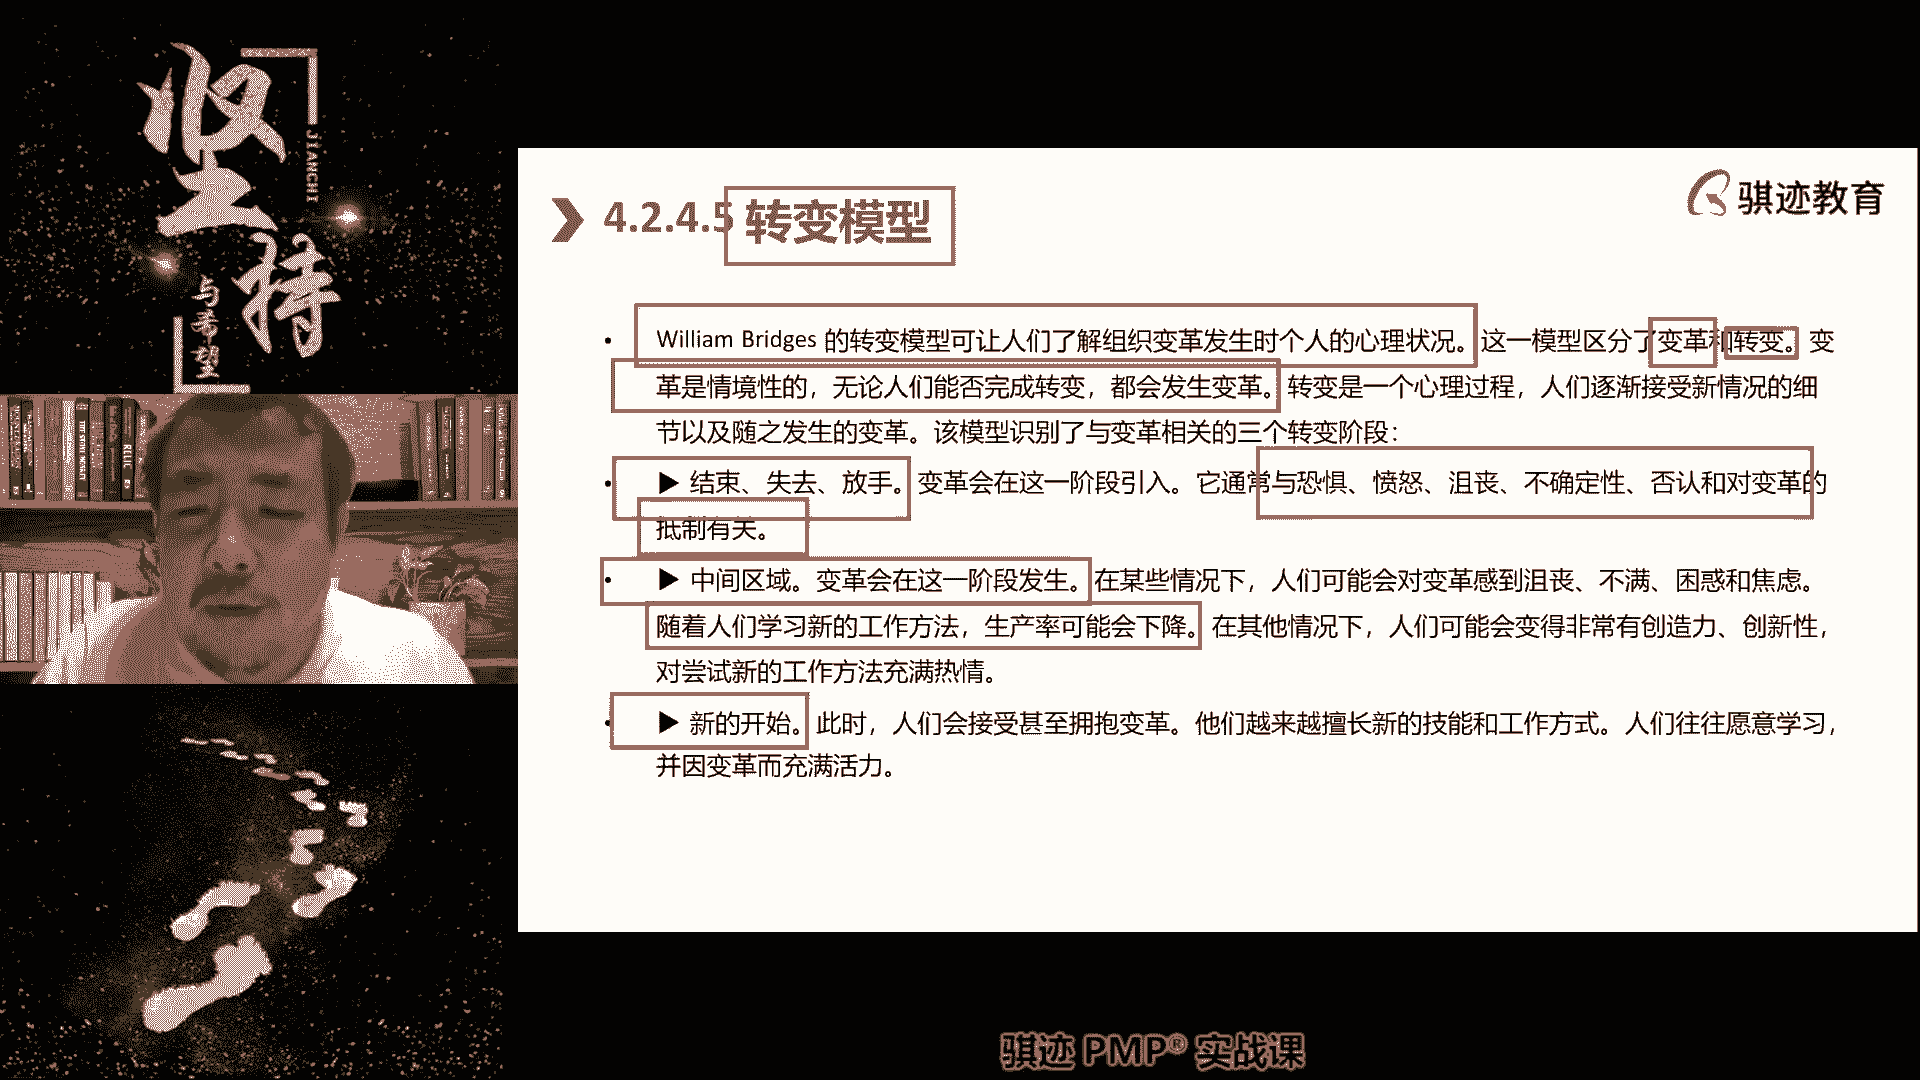 坚持
JIANCHI
与希望
骐迹教育
4.2.4.5 转变模型
• William Bridges 的转变模型可让人们了解组织变革发生时个人的心理状况。这一模型区分了变革和转变。变
革是情境性的，无论人们能否完成转变，都会发生变革。转变是一个心理过程，人们逐渐接受新情况的细
节以及随之发生的变革。该模型识别了与变革相关的三个转变阶段：
• ▶ 结束、失去、放手。变革会在这一阶段引入。它通常与恐惧、愤怒、沮丧、不确定性、否认和对变革的
抵制有关。
• ▶ 中间区域。变革会在这一阶段发生。在某些情况下，人们可能会对变革感到沮丧、不满、困惑和焦虑。
随着人们学习新的工作方法，生产率可能会下降。在其他情况下，人们可能会变得非常有创造力、创新性，
对尝试新的工作方法充满热情。
• ▶ 新的开始。此时，人们会接受甚至拥抱变革。他们越来越擅长新的技能和工作方式。人们往往愿意学习，
并因变革而充满活力。
骐迹 PMP® 实战课